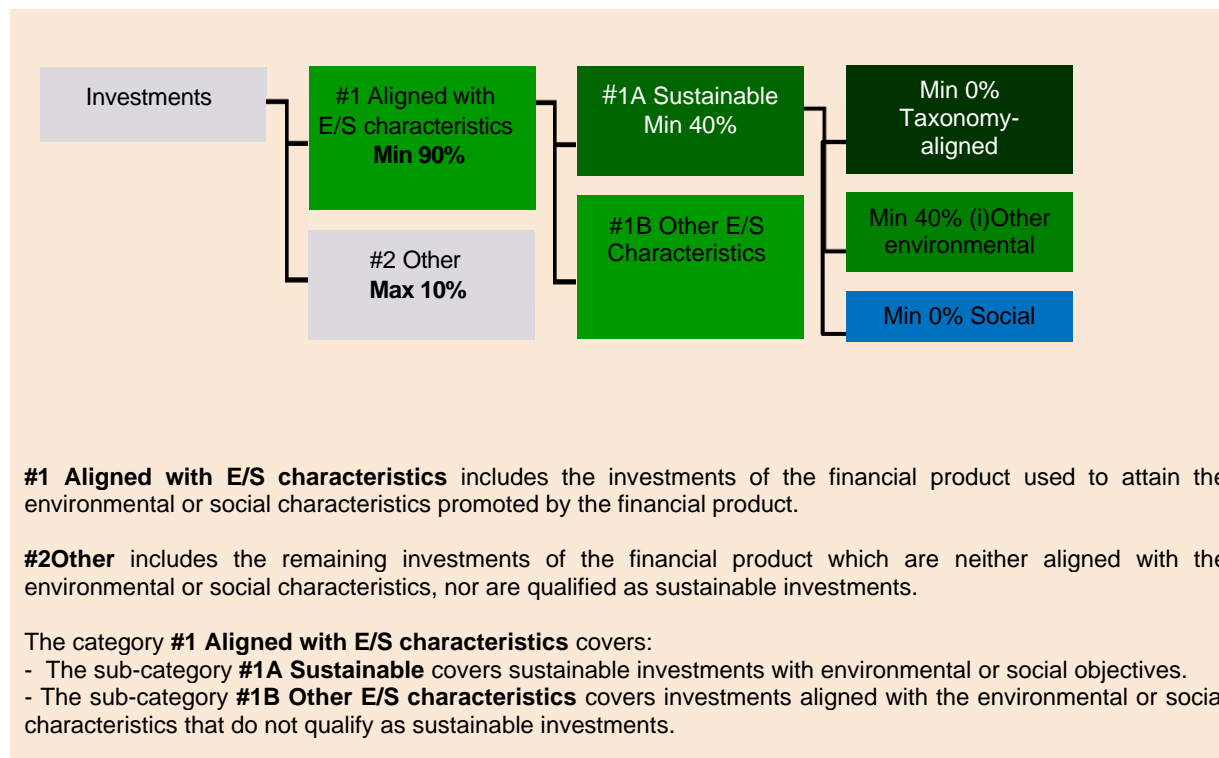 Investments
#1 Aligned with
E/S characteristics
Min 90%
#2 Other
Max 10%
#1A Sustainable
Min 40%
#1B Other E/S
Characteristics
Min 0%
Taxonomy-
aligned
Min 40% (i)Other
environmental
Min 0% Social
#1 Aligned with E/S characteristics includes the investments of the financial product used to attain the
environmental or social characteristics promoted by the financial product.
#2Other includes the remaining investments of the financial product which are neither aligned with the
environmental or social characteristics, nor are qualified as sustainable investments.
The category #1 Aligned with E/S characteristics covers:
- The sub-category #1A Sustainable covers sustainable investments with environmental or social objectives.
- The sub-category #1B Other E/S characteristics covers investments aligned with the environmental or social
characteristics that do not qualify as sustainable investments.